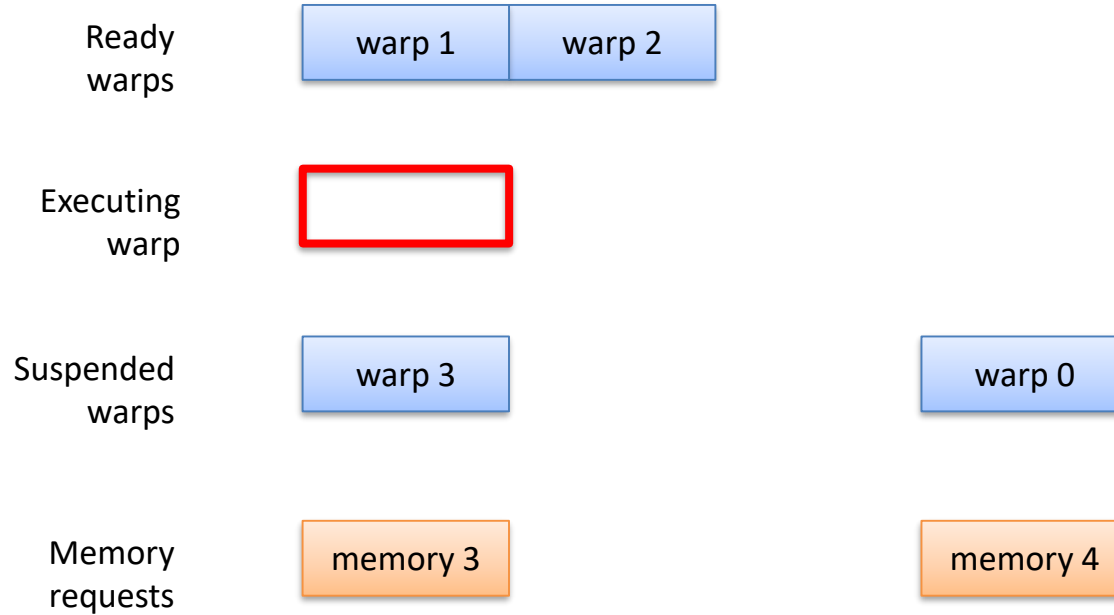 Ready
warps
warp 1
warp 2
Executing
warp
Suspended
warps
warp 3
warp 0
Memory
requests
memory 3
memory 4